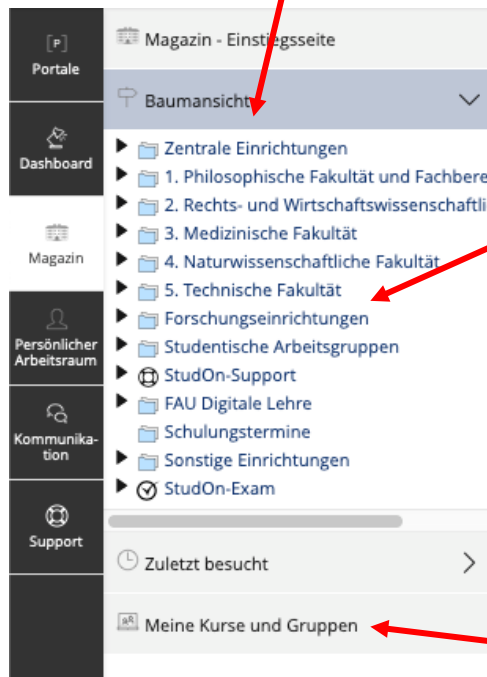 [P]
Portale
Dashboard
Magazin
Persönlicher
Arbeitsraum
Kommunika-
tion
Support
Magazin - Einstiegsseite
Baumansicht
Zentrale Einrichtungen
1. Philosophische Fakultät und Fachbere
2. Rechts- und Wirtschaftswissenschaftli
3. Medizinische Fakultät
4. Naturwissenschaftliche Fakultät
5. Technische Fakultät
Forschungseinrichtungen
Studentische Arbeitsgruppen
StudOn-Support
FAU Digitale Lehre
Schulungstermine
Sonstige Einrichtungen
StudOn-Exam
Zuletzt besucht
Meine Kurse und Gruppen